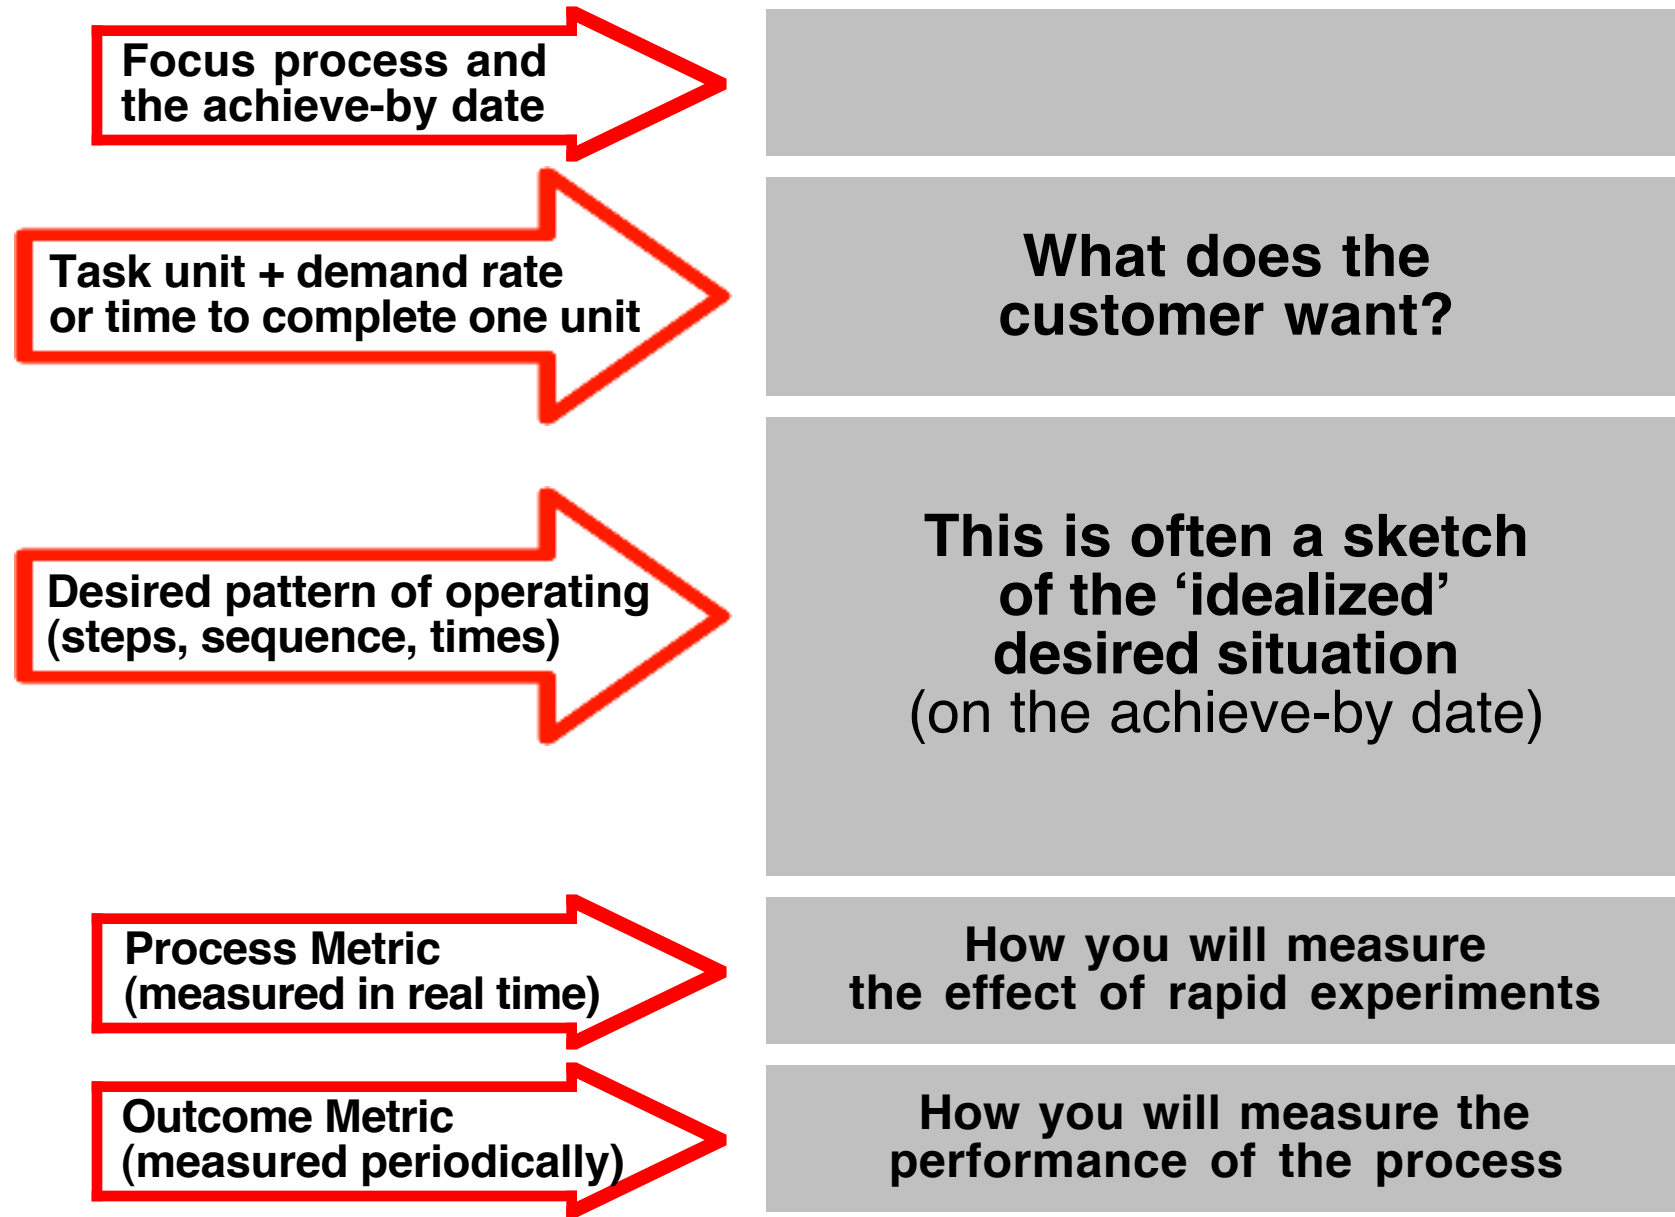 Focus process and
the achieve-by date
Task unit + demand rate
or time to complete one unit
What does the
customer want?
Desired pattern of operating
(steps, sequence, times)
This is often a sketch
of the ‘idealized’
desired situation
(on the achieve-by date)
Process Metric
(measured in real time)
How you will measure
the effect of rapid experiments
Outcome Metric
(measured periodically)
How you will measure the
performance of the process